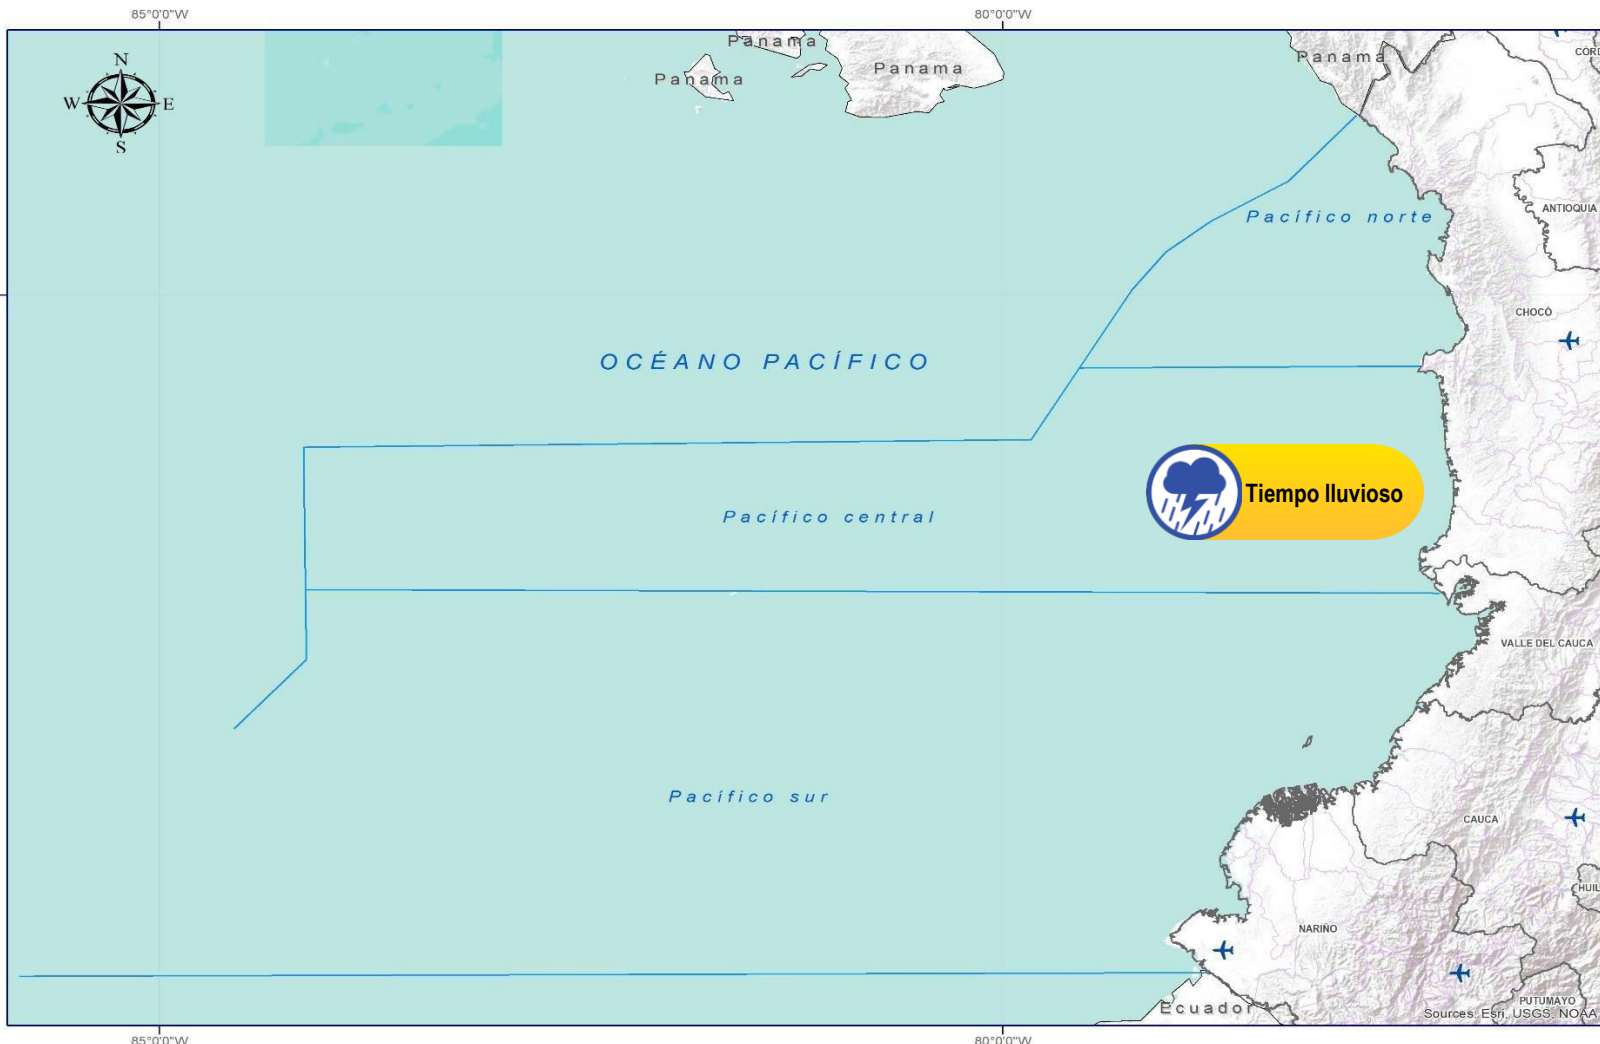 85°0'0"W
80°0'0"W
Panama
Panama
Panama
Panama
N
W
E
S
ANTIOQUIA
Pacífico norte
CHOCÓ
OCÉANO PACÍFICO
Tiempo lluvioso
Pacífico central
VALLE DEL CAUCA
Pacífico sur
CAUCA
NARIÑO
PUTUMAYO
Ecuador
Sources: Esri, USGS, NOAA
85°0'0"W
80°0'0"W